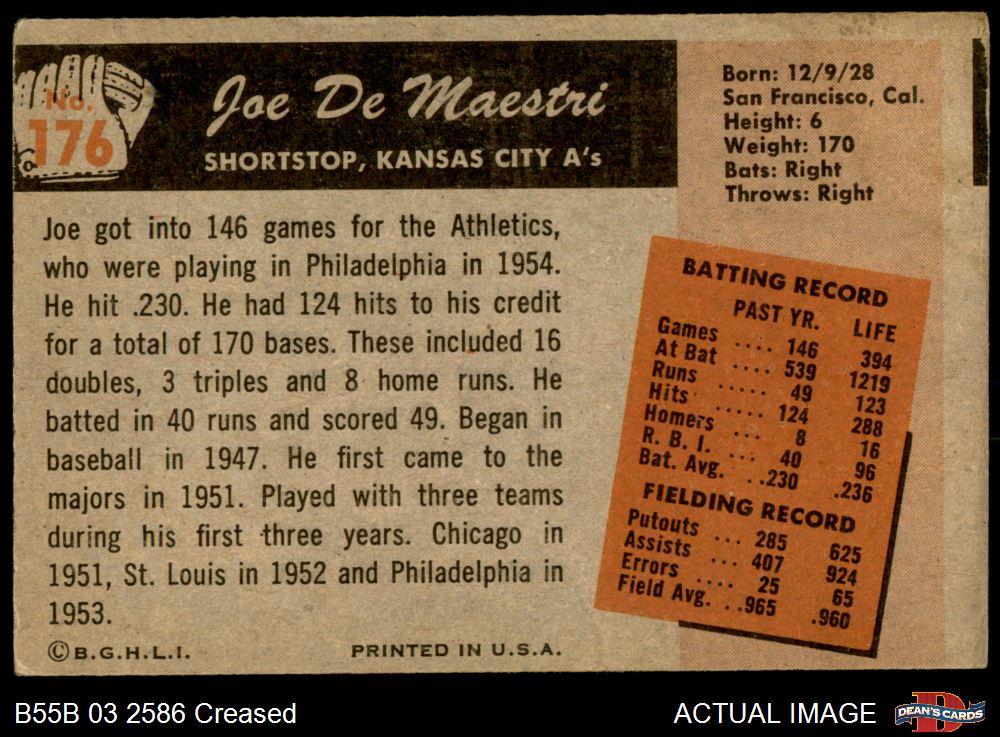 No.
176
Joe De Maestri
SHORTSTOP, KANSAS CITY A's
Born: 12/9/28
San Francisco, Cal.
Height: 6
Weight: 170
Bats: Right
Throws: Right
Joe got into 146 games for the Athletics,
who were playing in Philadelphia in 1954.
He hit .230. He had 124 hits to his credit
for a total of 170 bases. These included 16
doubles, 3 triples and 8 home runs. He
batted in 40 runs and scored 49. Began in
baseball in 1947. He first came to the
majors in 1951. Played with three teams
during his first three years. Chicago in
1951, St. Louis in 1952 and Philadelphia in
1953.
©B.G.H.L.I. PRINTED IN U.S.A.
BATTING RECORD
PAST YR. LIFE
Games .... 146 394
At Bat .... 539 1219
Runs ..... 49 123
Hits ..... 124 288
Homers ... 8 16
R. B. I. ... 40 96
Bat. Avg. ..230 .236
FIELDING RECORD
Putouts ... 285 625
Assists ... 407 924
Errors .... 25 65
Field Avg. ..965 .960
B55B 03 2586 Creased
ACTUAL IMAGE
D
DEAN'S CARDS